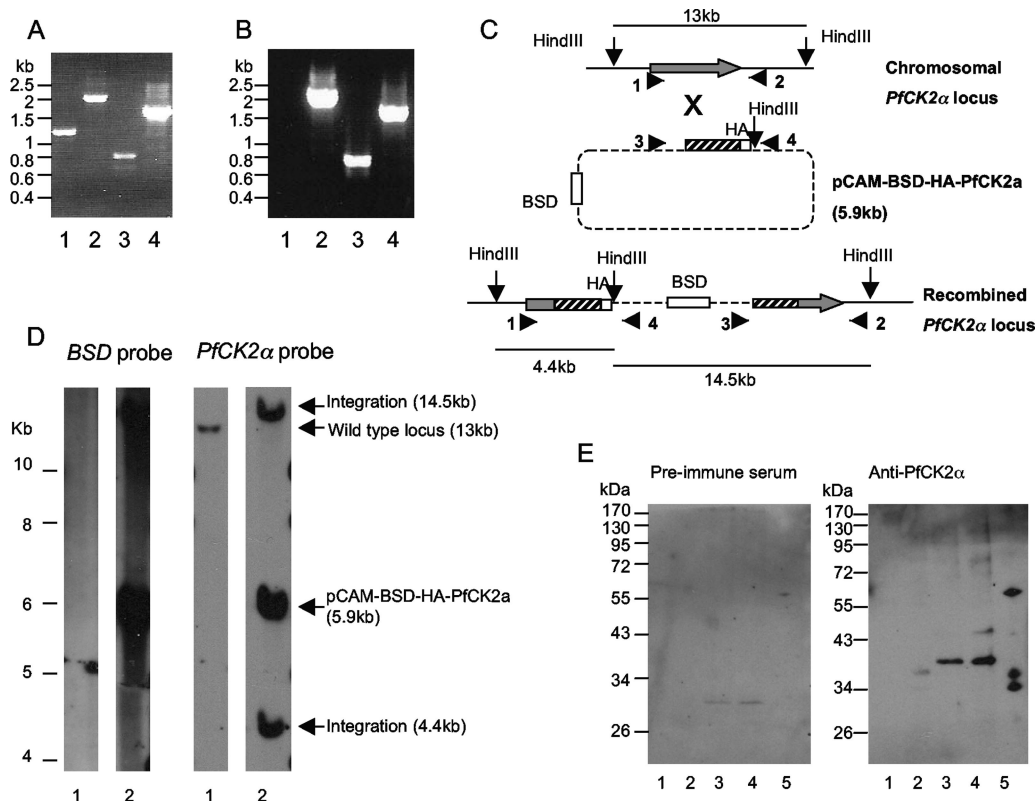 A
kb
2.5
2
1.5
1
0.8
0.6
0.4
1 2 3 4
B
kb
2.5
2
1.5
1
0.8
0.6
0.4
1 2 3 4
C
13kb
HindIII
HindIII
1
2
Chromosomal
PfCK2α locus
X
HindIII
HA
3
4
BSD
pCAM-BSD-HA-PfCK2a
(5.9kb)
HindIII
HindIII
HindIII
HA
BSD
1
4
3
2
Recombined
PfCK2α locus
4.4kb
14.5kb
D
BSD probe
PfCK2α probe
Kb
10
8
6
5
4
Integration (14.5kb)
Wild type locus (13kb)
pCAM-BSD-HA-PfCK2a
(5.9kb)
Integration (4.4kb)
1 2 1 2
E
Pre-immune serum
kDa
170
130
95
72
55
43
34
26
1 2 3 4 5
Anti-PfCK2α
kDa
170
130
95
72
55
43
34
26
1 2 3 4 5